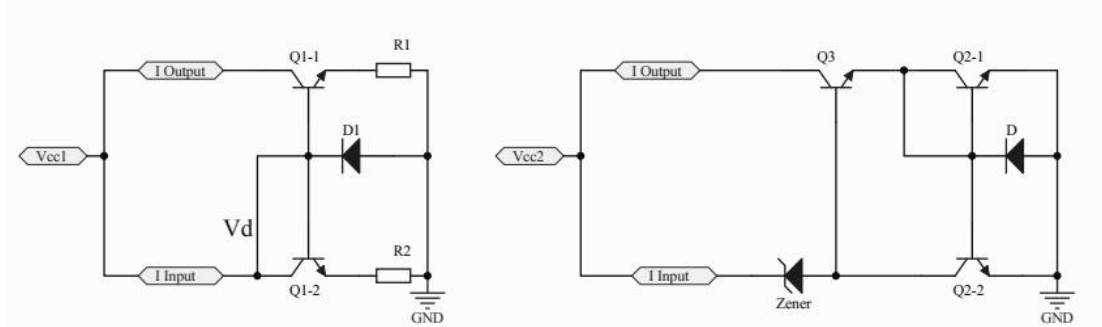 R1
Q1-1
I Output
D1
Vcc1
Vd
R2
I Input
Q1-2
GND
Q3
Q2-1
I Output
D
Vcc2
I Input
Zener
Q2-2
GND